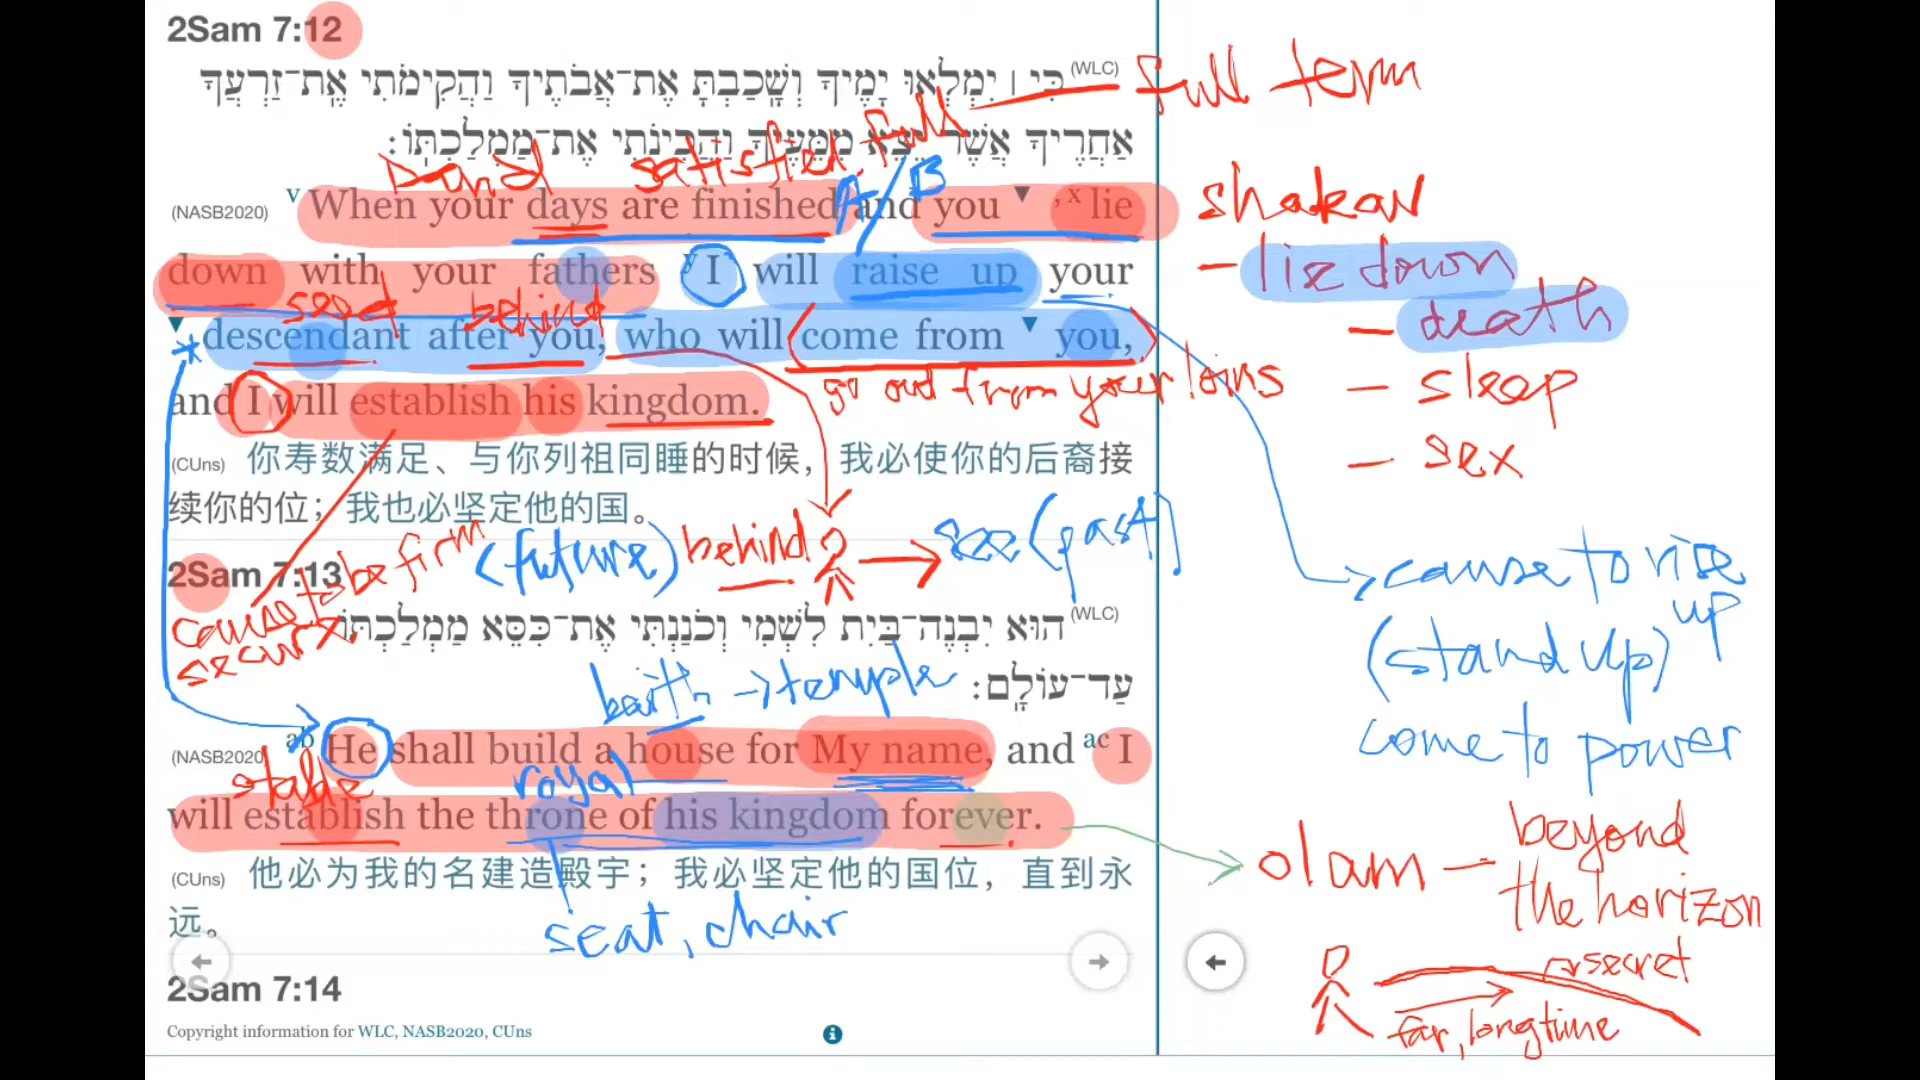 2Sam 7:12
כִּי ׀ יִמְלְאוּ יָמֶיךָ וְשָׁכַבְתָּ אֶת־אֲבֹתֶיךָ וַהֲקִימֹתִי אֶת־זַרְעֲךָ (WLC)
full term
אַחֲרֶיךָ אֲשֶׁר יֵצֵא מִמֵּעֶיךָ וַהֲכִינֹתִי אֶת־מַמְלַכְתּוֹ׃
satisfied full
A/B
(NASB2020) v When your days are finished and you ▼ , x lie
shakav
down with your fathers y I will raise up your
- lie down
seed behind
- death
▼ descendant after you, who will come from ▼ you,
go out from your loins
- sleep
and I will establish his kingdom.
- sex
(CUns) 你寿数满足、与你列祖同睡的时候，我必使你的后裔接
续你的位；我也必坚定他的国。
cause to be firm
secure
(future) behind → see (past)
cause to rise up
(stand up)
come to power
2Sam 7:13
הוּא יִבְנֶה־בַּיִת לִשְׁמִי וְכֹנַנְתִּי אֶת־כִּסֵּא מַמְלַכְתּוֹ (WLC)
עַד־עוֹלָם׃
baith → temple
(NASB2020) ab He shall build a house for My name, and ac I
stable
royal
will establish the throne of his kingdom forever.
olam - beyond
the horizon
(CUns) 他必为我的名建造殿宇；我必坚定他的国位，直到永
远。
seat, chair
secret
far, long time
2Sam 7:14
Copyright information for WLC, NASB2020, CUns